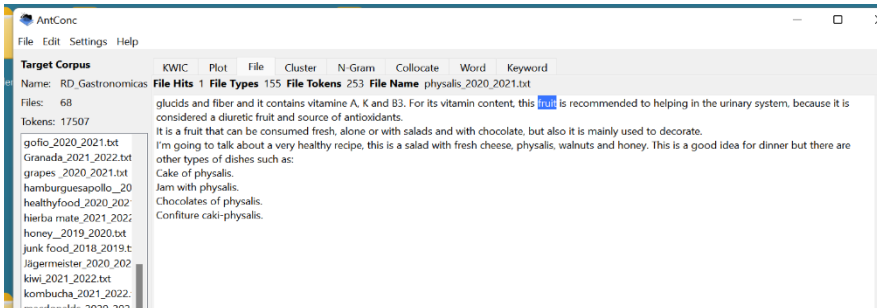 AntConc
File Edit Settings Help
Target Corpus
KWIC Plot File Cluster N-Gram Collocate Word Keyword
Name: RD_Gastronomicas File Hits 1 File Types 155 File Tokens 253 File Name physalis_2020_2021.txt
Files: 68
Tokens: 17507
glucids and fiber and it contains vitamine A, K and B3. For its vitamin content, this fruit is recommended to helping in the urinary system, because it is
considered a diuretic fruit and source of antioxidants.
It is a fruit that can be consumed fresh, alone or with salads and with chocolate, but also it is mainly used to decorate.
I'm going to talk about a very healthy recipe, this is a salad with fresh cheese, physalis, walnuts and honey. This is a good idea for dinner but there are
other types of dishes such as:
Cake of physalis.
Jam with physalis.
Chocolates of physalis.
Confiture caki-physalis.
gofio_2020_2021.txt
Granada_2021_2022.txt
grapes _2020_2021.txt
hamburguesapollo__20
healthyfood_2020_202
hierba mate_2021_2022
honey__2019_2020.txt
junk food_2018_2019.t
Jägermeister_2020_202
kiwi_2021_2022.txt
kombucha_2021_2022.